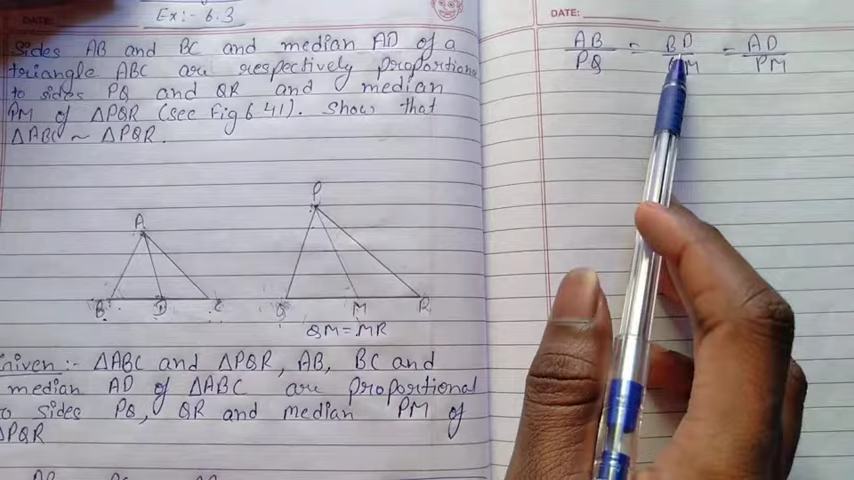 DATE:
Ex:- 6.3
Sides AB and BC and median AD of a
triangle ABC are respectively proportiona
to sides PQ and QR and median
PM of ΔPQR (see Fig 6.41). Show that
ΔABC ~ ΔPQR.
A
B D C
P
Q M R
QM = MR
Given :- ΔABC and ΔPQR, AB, BC and
median AD of ΔABC are proportional
to sides PQ, QR and median PM of
ΔPQR
DATE:
AB/PQ = BD/QM = AD/PM